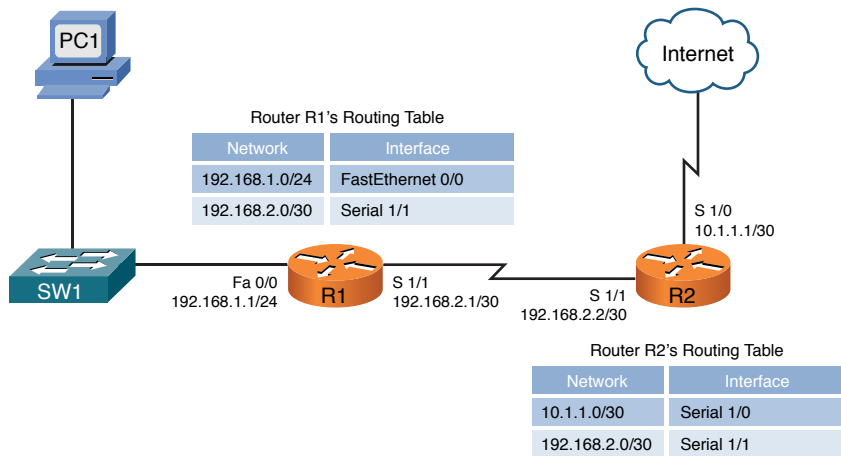 PC1
Internet
Router R1's Routing Table
Network Interface
192.168.1.0/24 FastEthernet 0/0
192.168.2.0/30 Serial 1/1
S 1/0
10.1.1.1/30
SW1
Fa 0/0
192.168.1.1/24
R1
S 1/1
192.168.2.1/30
S 1/1
192.168.2.2/30
R2
Router R2's Routing Table
Network Interface
10.1.1.0/30 Serial 1/0
192.168.2.0/30 Serial 1/1